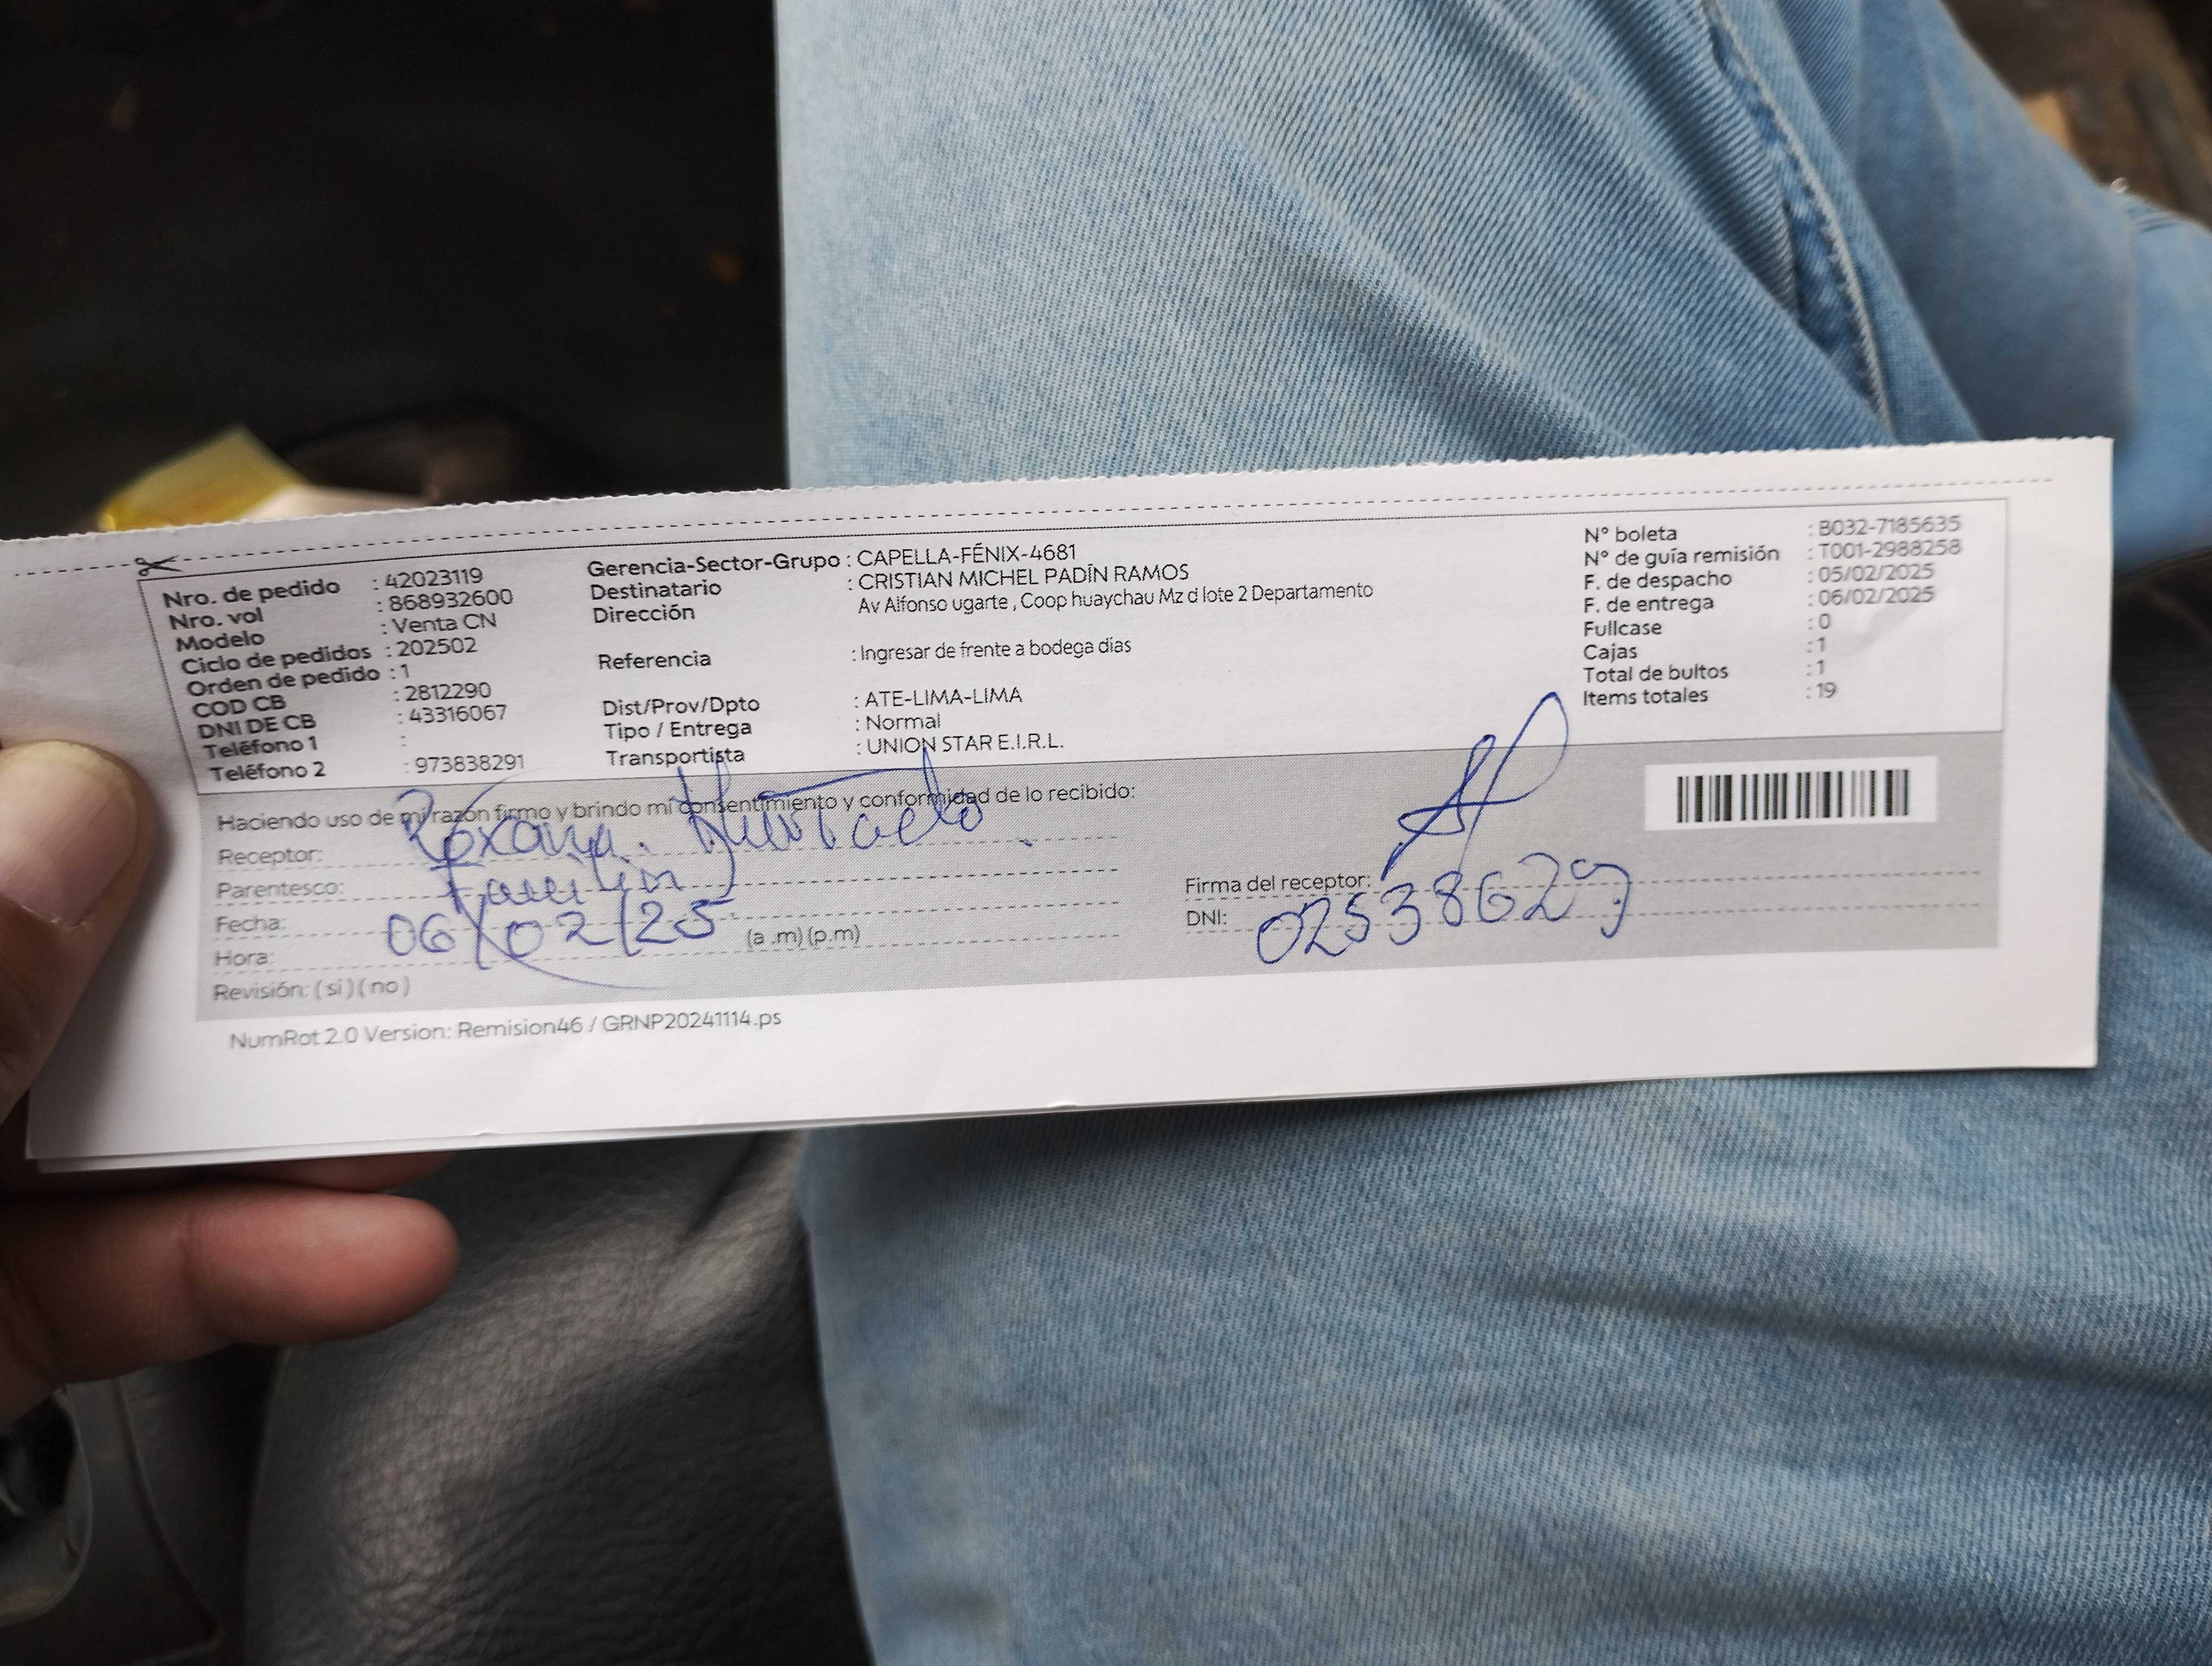 Nro. de pedido : 42023119
Nro. vol : 868932600
Modelo : Venta CN
Ciclo de pedidos : 202502
Orden de pedido : 1
COD CB : 2812290
DNI DE CB : 43316067
Teléfono 1 :
Teléfono 2 : 973838291
Gerencia-Sector-Grupo : CAPELLA-FÉNIX-4681
Destinatario : CRISTIAN MICHEL PADÍN RAMOS
Dirección Av Alfonso ugarte , Coop huaychau Mz d lote 2 Departamento
Referencia : Ingresar de frente a bodega días
Dist/Prov/Dpto : ATE-LIMA-LIMA
Tipo / Entrega : Normal
Transportista : UNION STAR E.I.R.L.
N° boleta : B032-7185635
N° de guía remisión : T001-2988258
F. de despacho : 05/02/2025
F. de entrega : 06/02/2025
Fullcase : 0
Cajas : 1
Total de bultos : 1
Items totales : 19
Haciendo uso de mi razón firmo y brindo mi consentimiento y conformidad de lo recibido:
Receptor: Roxana Hurtado
Parentesco: Familia
Fecha: 06/02/25
Hora: (a .m) (p.m)
Revisión: ( sí ) ( no )
Firma del receptor:
DNI: 02538629
NumRot 2.0 Version: Remision46 / GRNP20241114.ps